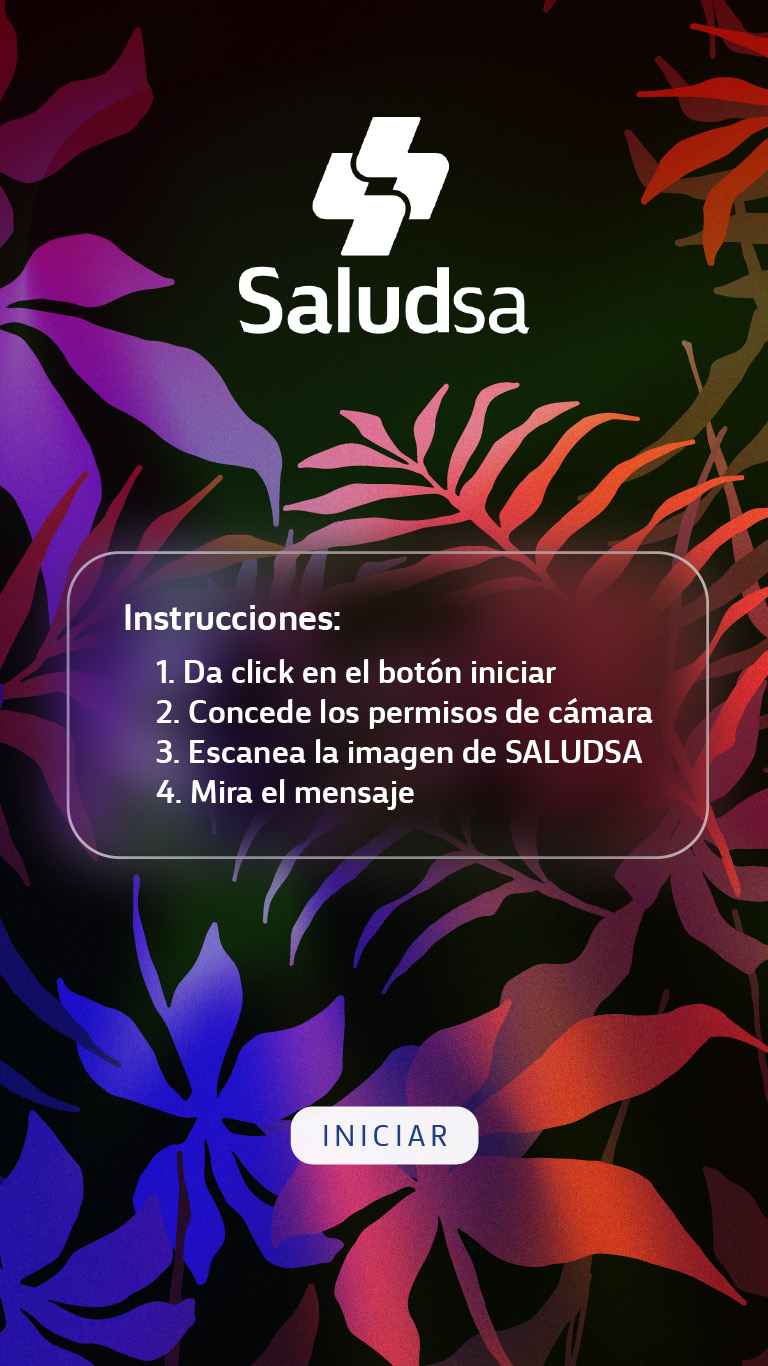 Saludsa
Instrucciones:
1. Da click en el botón iniciar
2. Concede los permisos de cámara
3. Escanea la imagen de SALUDSA
4. Mira el mensaje
INICIAR